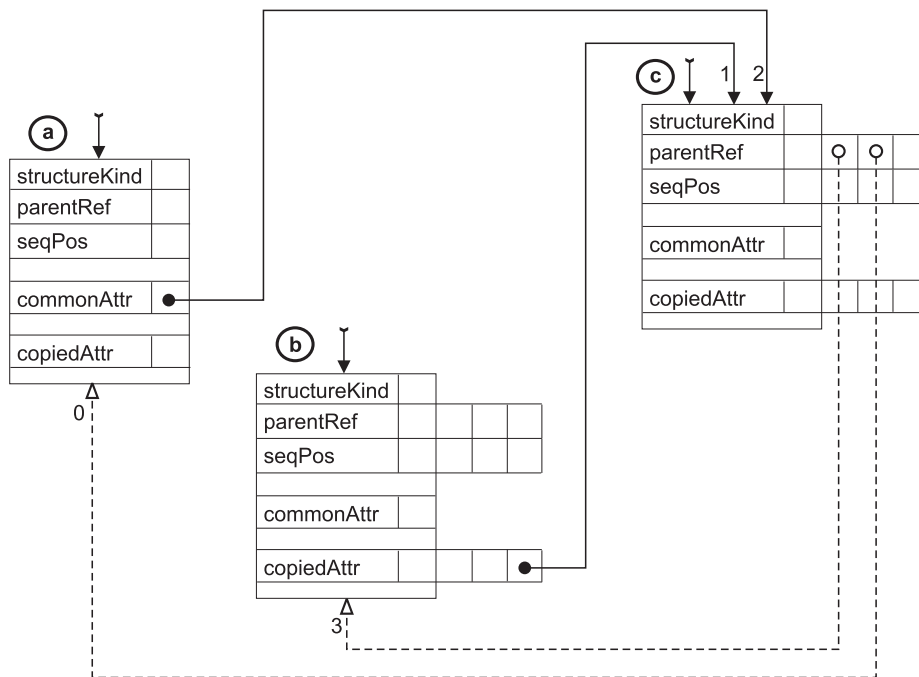 a
structureKind
parentRef
seqPos
commonAttr
copiedAttr
0
b
structureKind
parentRef
seqPos
commonAttr
copiedAttr
3
c
1
2
structureKind
parentRef
seqPos
commonAttr
copiedAttr